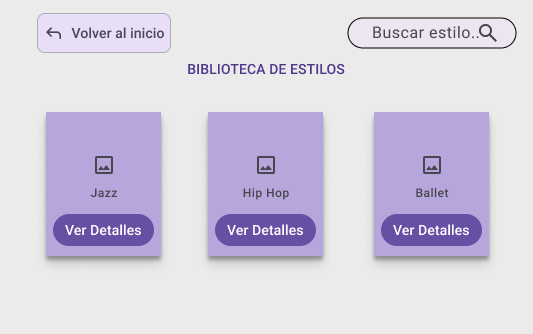 Volver al inicio
Buscar estilo..
BIBLIOTECA DE ESTILOS
Jazz
Hip Hop
Ballet
Ver Detalles
Ver Detalles
Ver Detalles